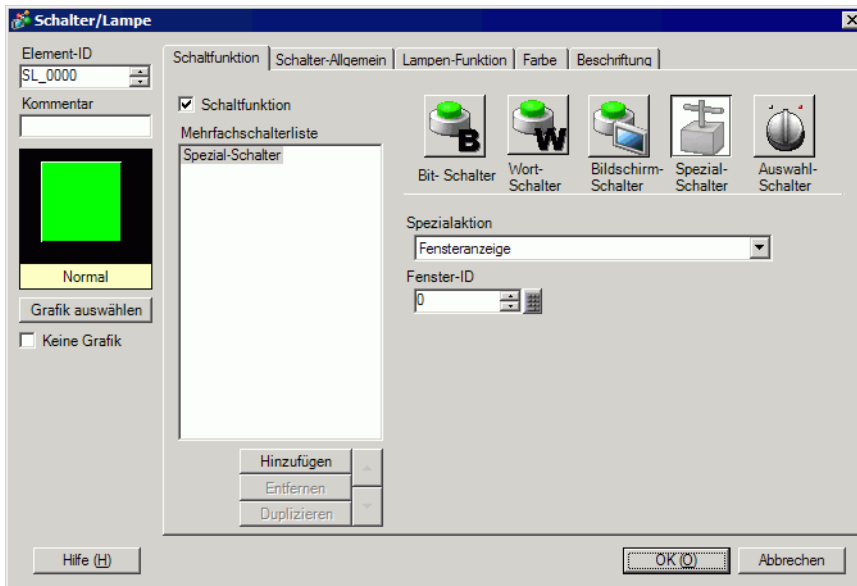 Schalter/Lampe
Element-ID
SL_0000
Kommentar
Normal
Grafik auswählen
Keine Grafik
Schaltfunktion
Schalter-Allgemein
Lampen-Funktion
Farbe
Beschriftung
Schaltfunktion
Mehrfachschalterliste
Spezial-Schalter
Hinzufügen
Entfernen
Duplizieren
B
W
Bit- Schalter
Wort-
Schalter
Bildschirm-
Schalter
Spezial-
Schalter
Auswahl-
Schalter
Spezialaktion
Fensteranzeige
Fenster-ID
0
Hilfe (H)
OK (O)
Abbrechen